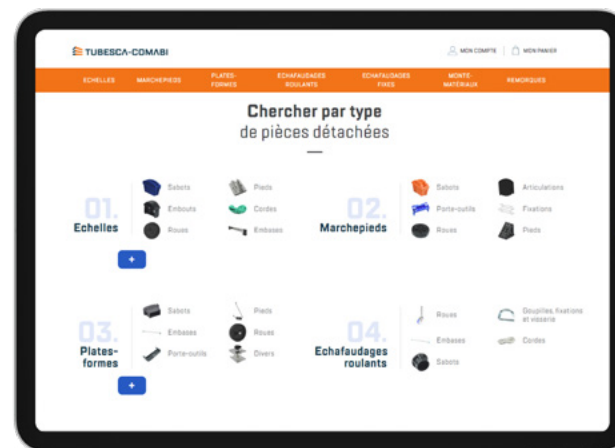 TUBESCA-COMABI
MON COMPTE
MON PANIER
ECHELLES
MARCHEPIEDS
PLATES-
FORMES
ECHAFAUDAGES
ROULANTS
ECHAFAUDAGES
FIXES
MONTE-
MATÉRIAUX
REMORQUES
Chercher par type
de pièces détachées
01.
Echelles
Sabots
Embouts
Roues
Pieds
Cordes
Embases
+
02.
Marchepieds
Sabots
Porte-outils
Roues
Articulations
Fixations
Pieds
03.
Plates-
formes
Sabots
Embases
Porte-outils
Pieds
Roues
Divers
+
04.
Echafaudages
roulants
Roues
Embases
Sabots
Goupilles, fixations
et visserie
Cordes